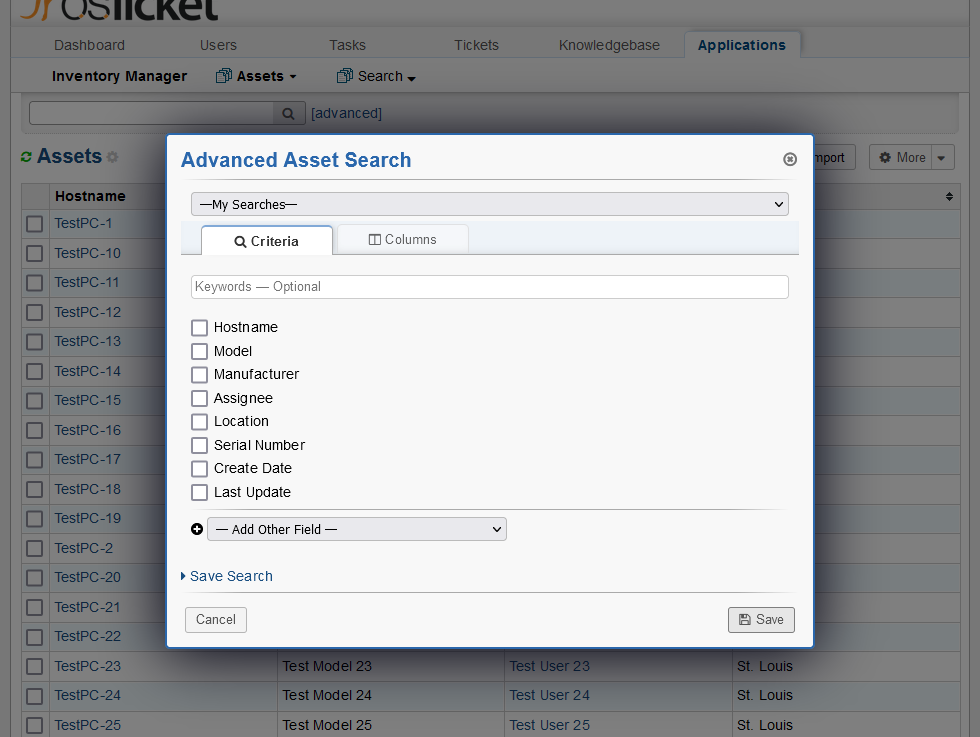 osTicket
Dashboard Users Tasks Tickets Knowledgebase Applications
Inventory Manager Assets Search
[advanced]
Assets
More
Hostname
TestPC-1
TestPC-10
TestPC-11
TestPC-12
TestPC-13
TestPC-14
TestPC-15
TestPC-16
TestPC-17
TestPC-18
TestPC-19
TestPC-2
TestPC-20
TestPC-21
TestPC-22
TestPC-23 Test Model 23 Test User 23 St. Louis
TestPC-24 Test Model 24 Test User 24 St. Louis
TestPC-25 Test Model 25 Test User 25 St. Louis
Advanced Asset Search
—My Searches—
Criteria Columns
Keywords — Optional
Hostname
Model
Manufacturer
Assignee
Location
Serial Number
Create Date
Last Update
— Add Other Field —
Save Search
Cancel Save